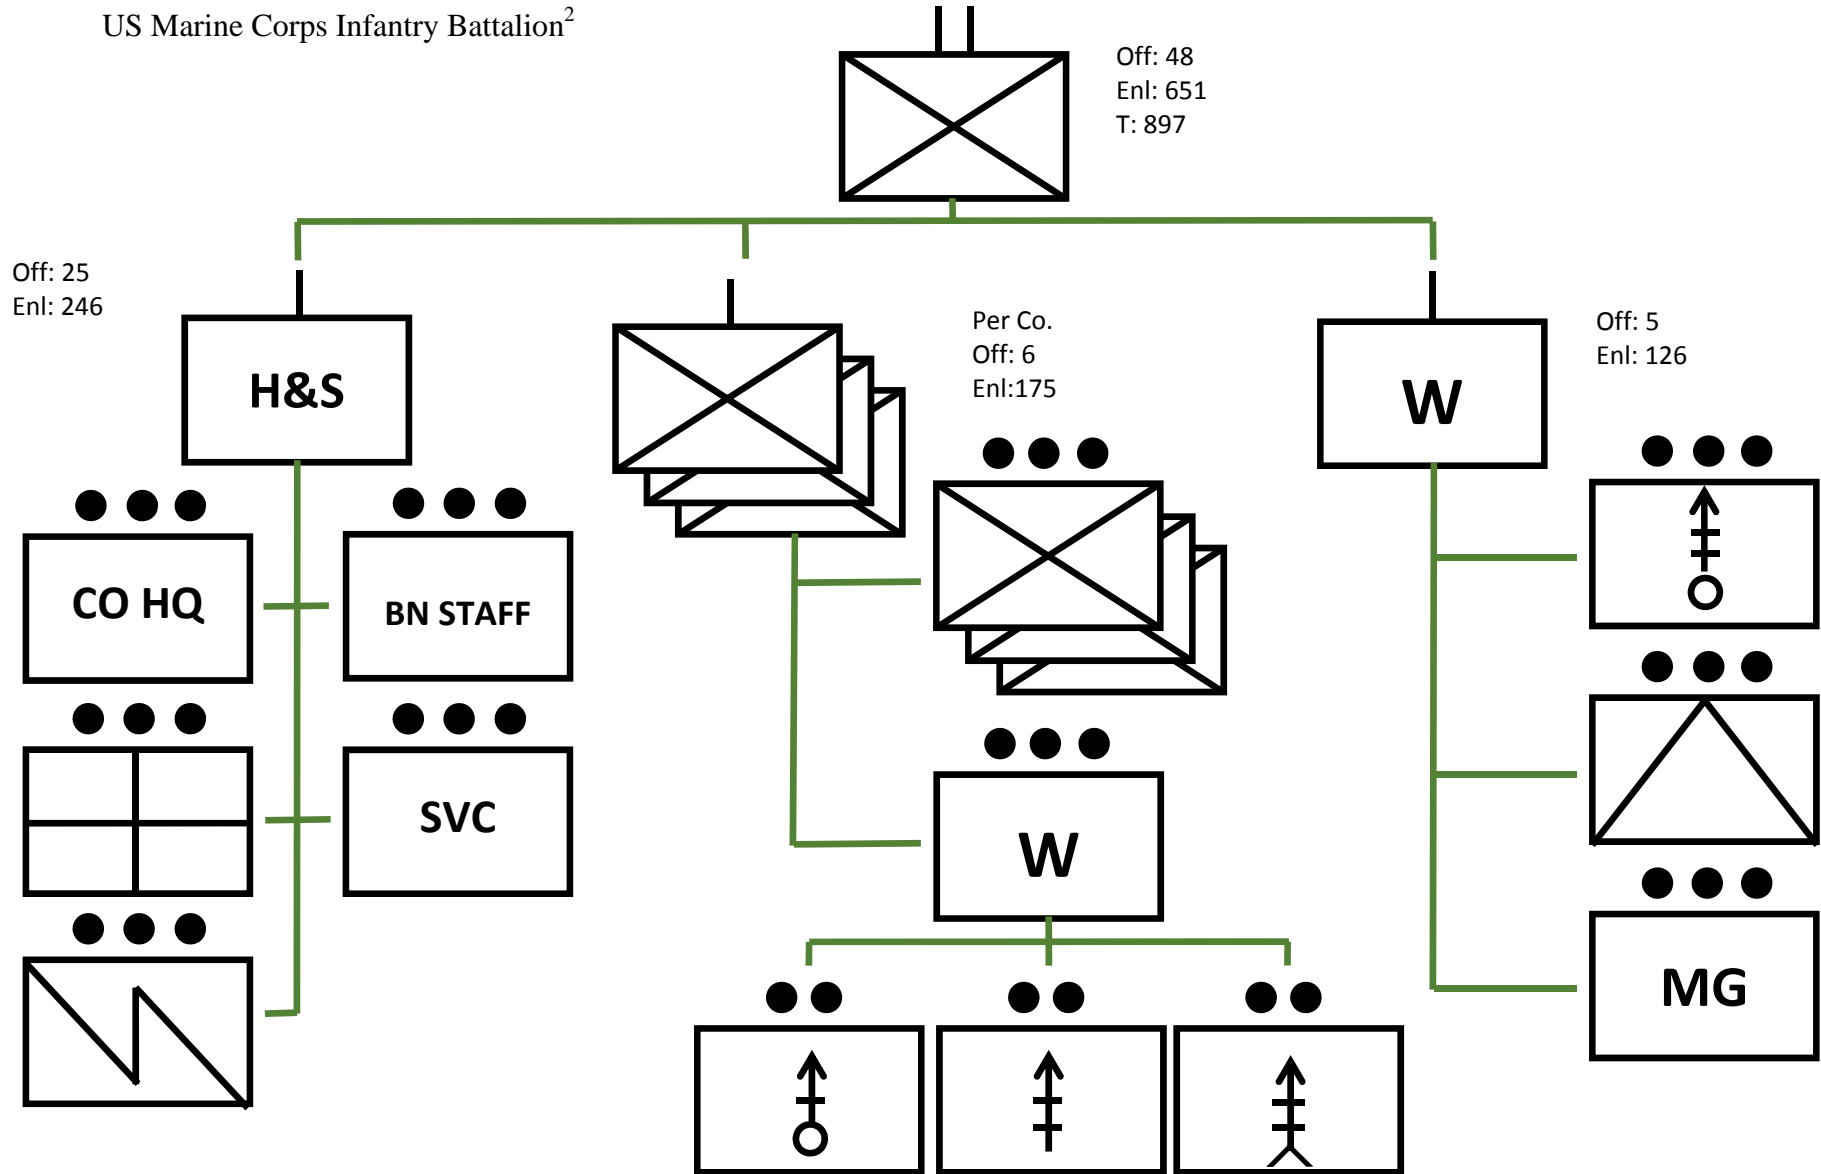 US Marine Corps Infantry Battalion2
Off: 48
Enl: 651
T: 897
Off: 25
Enl: 246
H&S
Per Co.
Off: 6
Enl:175
Off: 5
Enl: 126
W
CO HQ
BN STAFF
SVC
W
MG